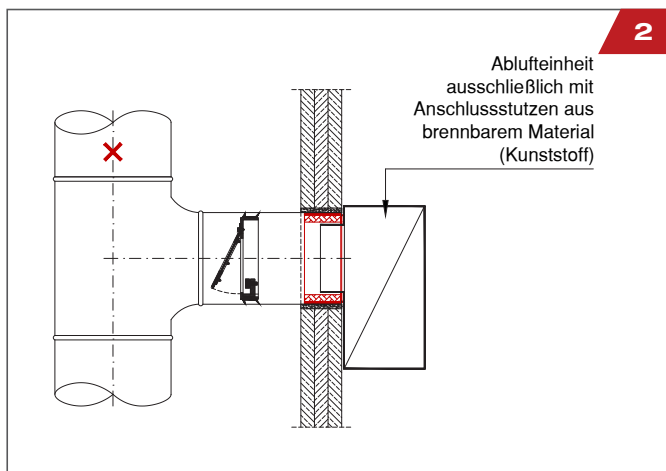 2
Ablufteinheit
ausschließlich mit
Anschlussstutzen aus
brennbarem Material
(Kunststoff)